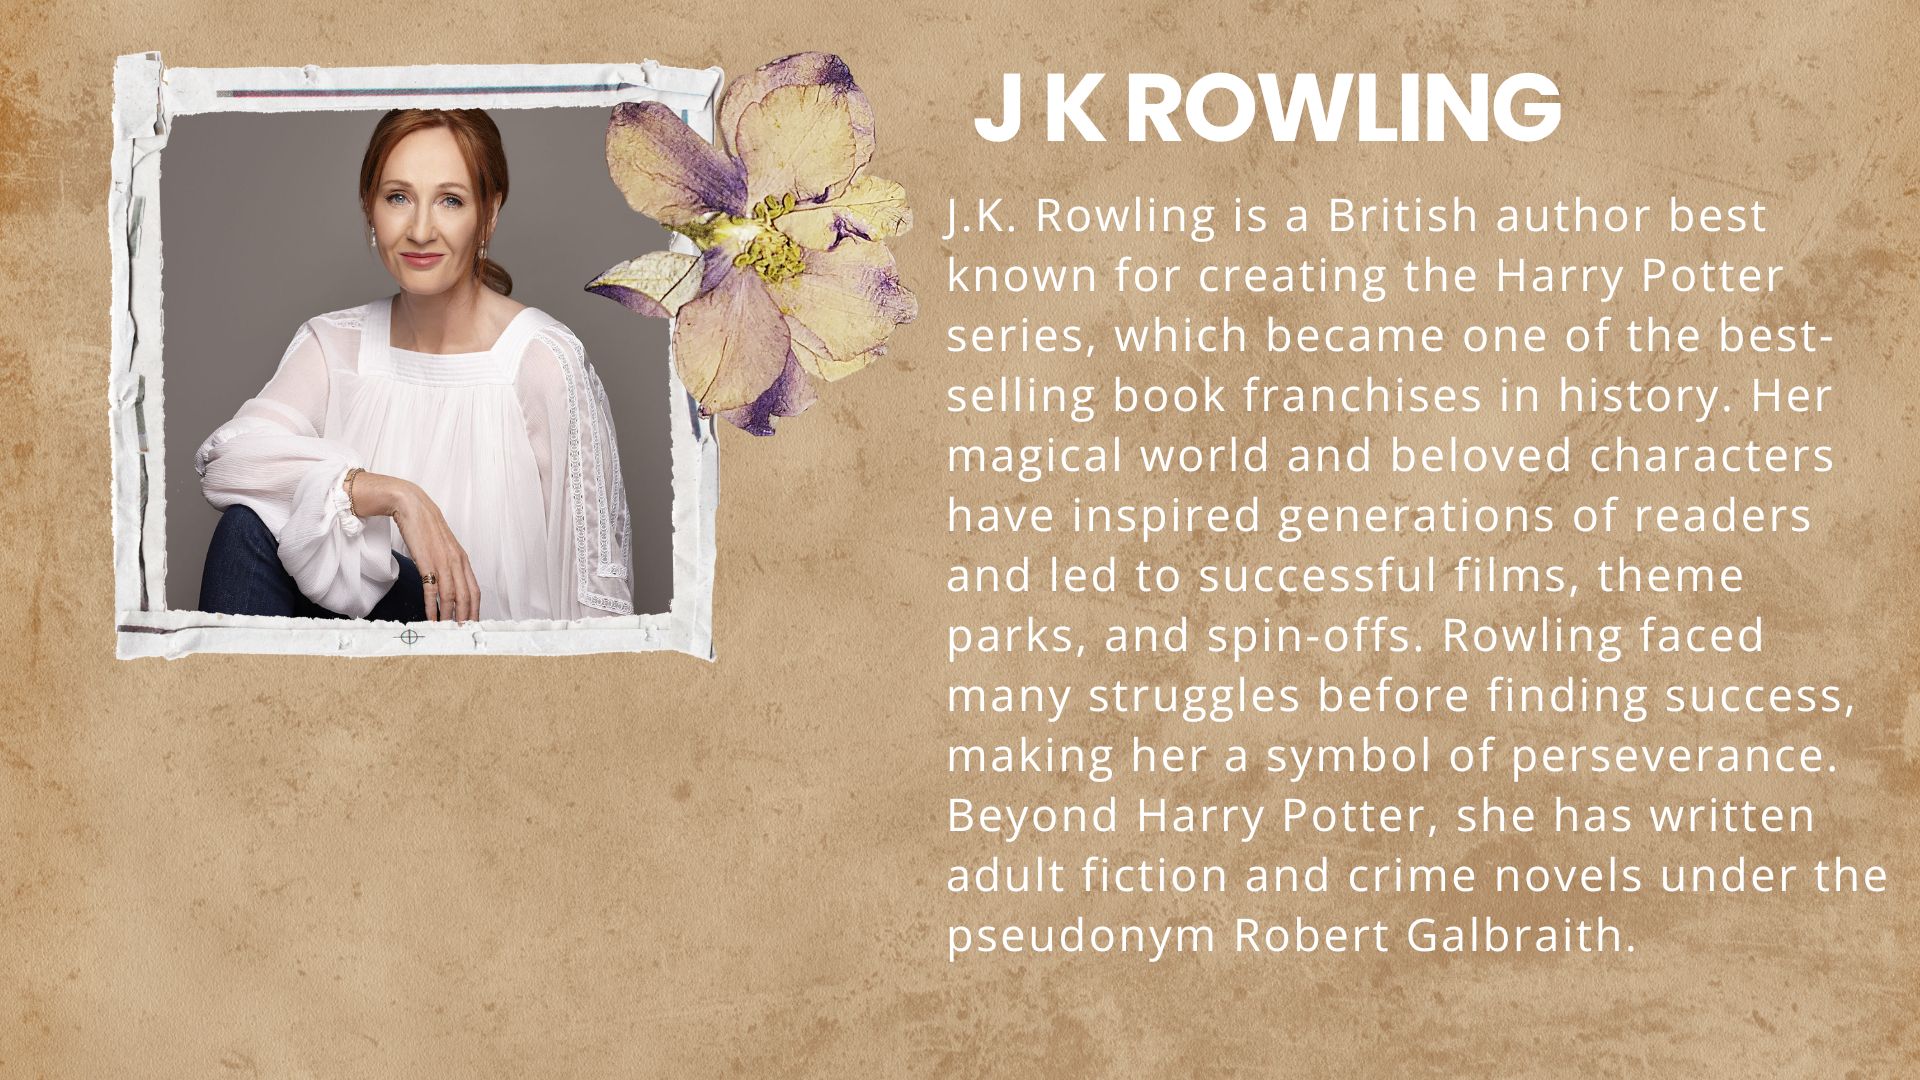 J K ROWLING
J.K. Rowling is a British author best
known for creating the Harry Potter
series, which became one of the best-
selling book franchises in history. Her
magical world and beloved characters
have inspired generations of readers
and led to successful films, theme
parks, and spin-offs. Rowling faced
many struggles before finding success,
making her a symbol of perseverance.
Beyond Harry Potter, she has written
adult fiction and crime novels under the
pseudonym Robert Galbraith.